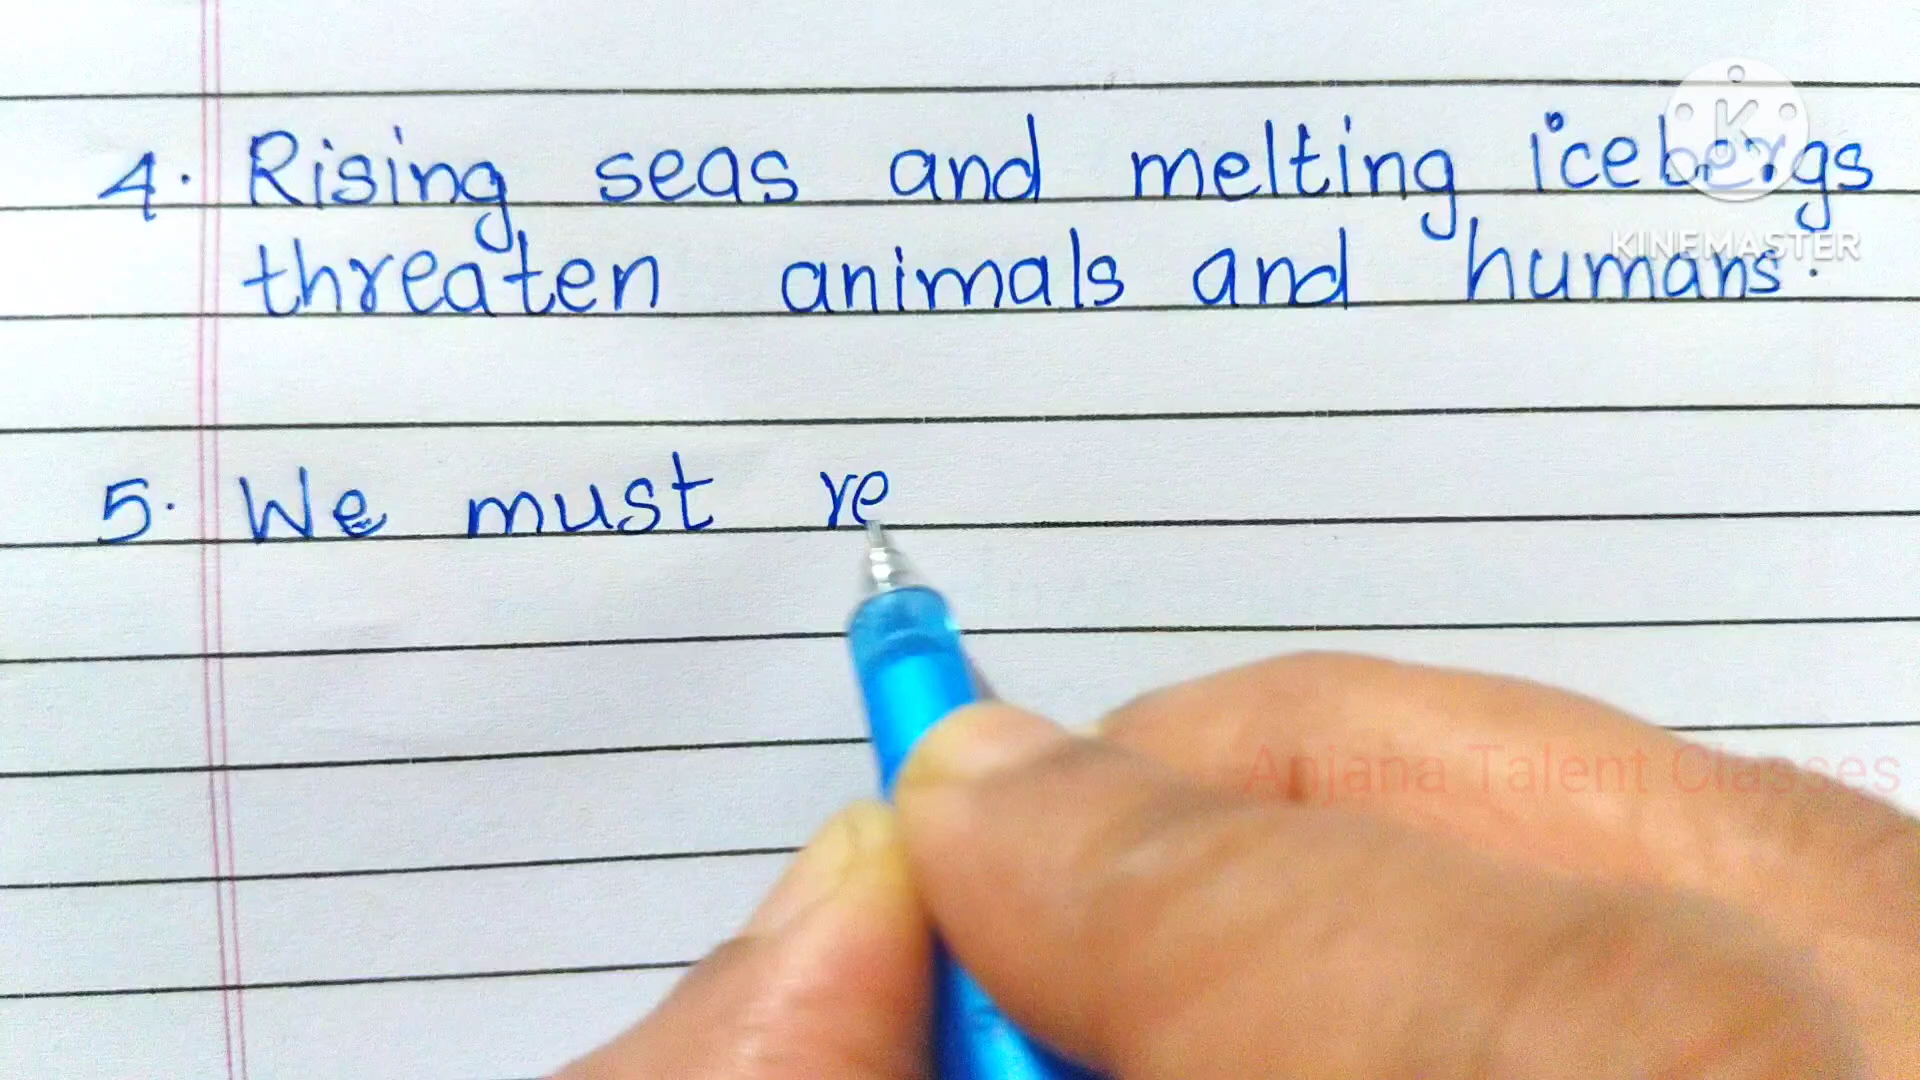 4. Rising seas and melting icebergs
KINEMASTER
threaten animals and humans.
5. We must re
Anjana Talent Classes